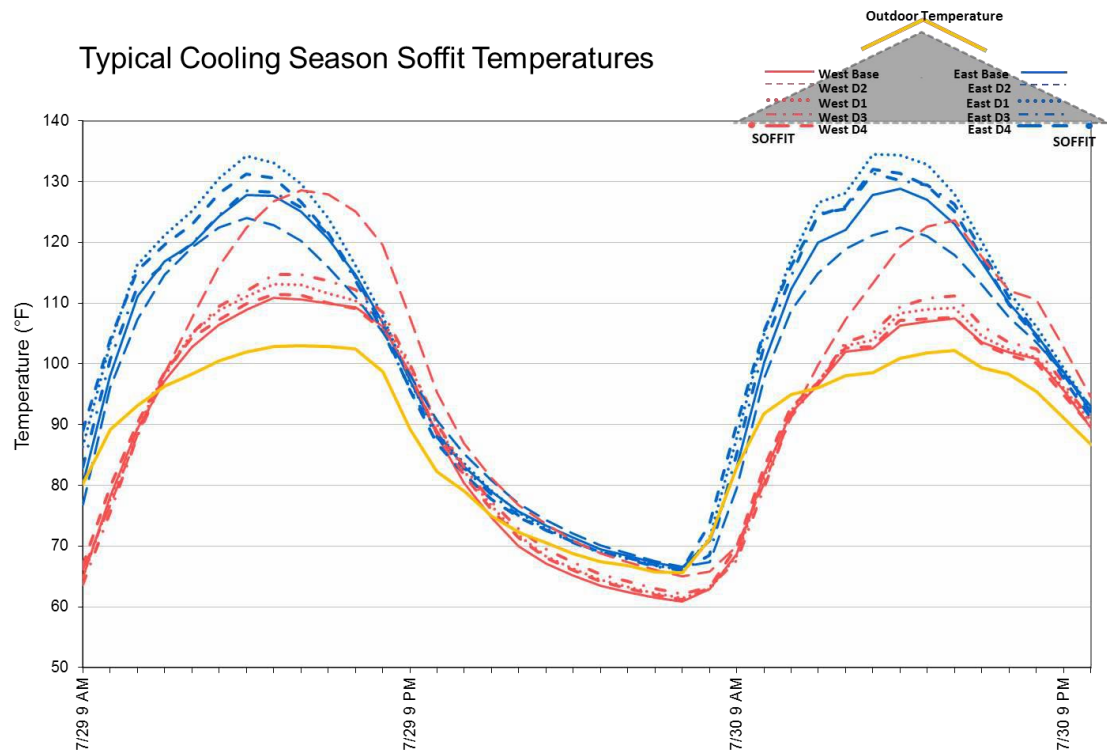 Outdoor Temperature
Typical Cooling Season Soffit Temperatures
West Base East Base
West D2 East D2
West D1 East D1
West D3 East D3
West D4 East D4
SOFFIT SOFFIT
Temperature (°F)
140
130
120
110
100
90
80
70
60
50
7/29 9 AM
7/29 9 PM
7/30 9 AM
7/30 9 PM